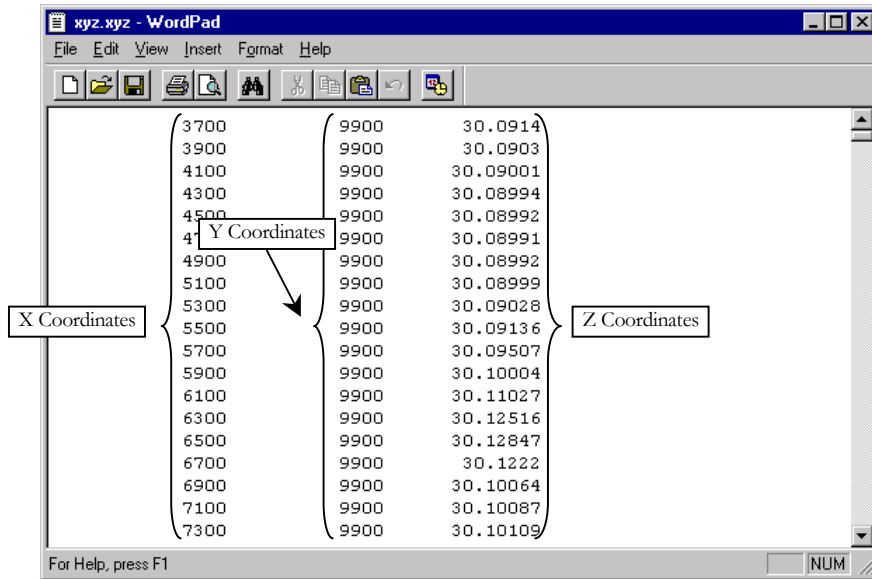 xyz.xyz - WordPad
File Edit View Insert Format Help
3700 9900 30.0914
3900 9900 30.0903
4100 9900 30.09001
4300 9900 30.08994
4500 9900 30.08992
9900 30.08991
Y Coordinates
4900 9900 30.08992
5100 9900 30.08999
5300 9900 30.09028
X Coordinates
5500 9900 30.09136
Z Coordinates
5700 9900 30.09507
5900 9900 30.10004
6100 9900 30.11027
6300 9900 30.12516
6500 9900 30.12847
6700 9900 30.1222
6900 9900 30.10064
7100 9900 30.10087
7300 9900 30.10109
For Help, press F1
NUM